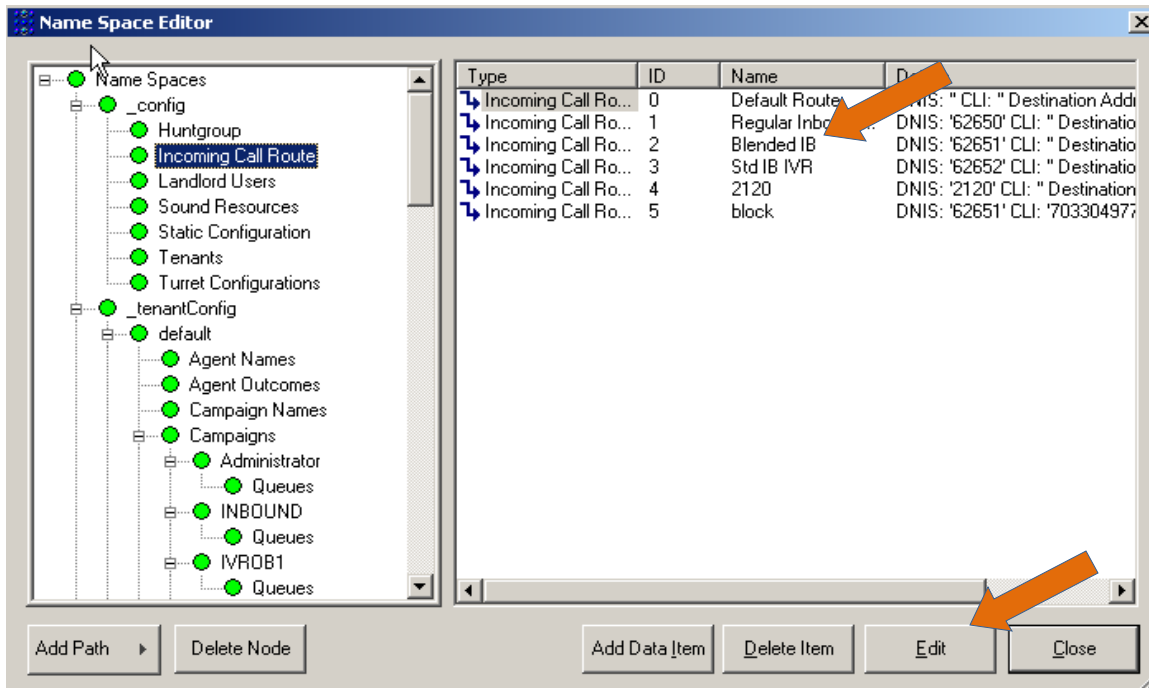 Name Space Editor
Name Spaces
_config
Huntgroup
Incoming Call Route
Landlord Users
Sound Resources
Static Configuration
Tenants
Turret Configurations
_tenantConfig
default
Agent Names
Agent Outcomes
Campaign Names
Campaigns
Administrator
Queues
INBOUND
Queues
IVROB1
Queues
Type ID Name
Incoming Call Ro... 0 Default Route DNIS: '' CLI: '' Destination Addr
Incoming Call Ro... 1 Regular DNIS: '62650' CLI: '' Destinatio
Incoming Call Ro... 2 Blended IB DNIS: '62651' CLI: '' Destinatio
Incoming Call Ro... 3 Std IB IVR DNIS: '62652' CLI: '' Destinatio
Incoming Call Ro... 4 2120 DNIS: '2120' CLI: '' Destination
Incoming Call Ro... 5 block DNIS: '62651' CLI: '703304977
Add Path Delete Node Add Data Item Delete Item Edit Close